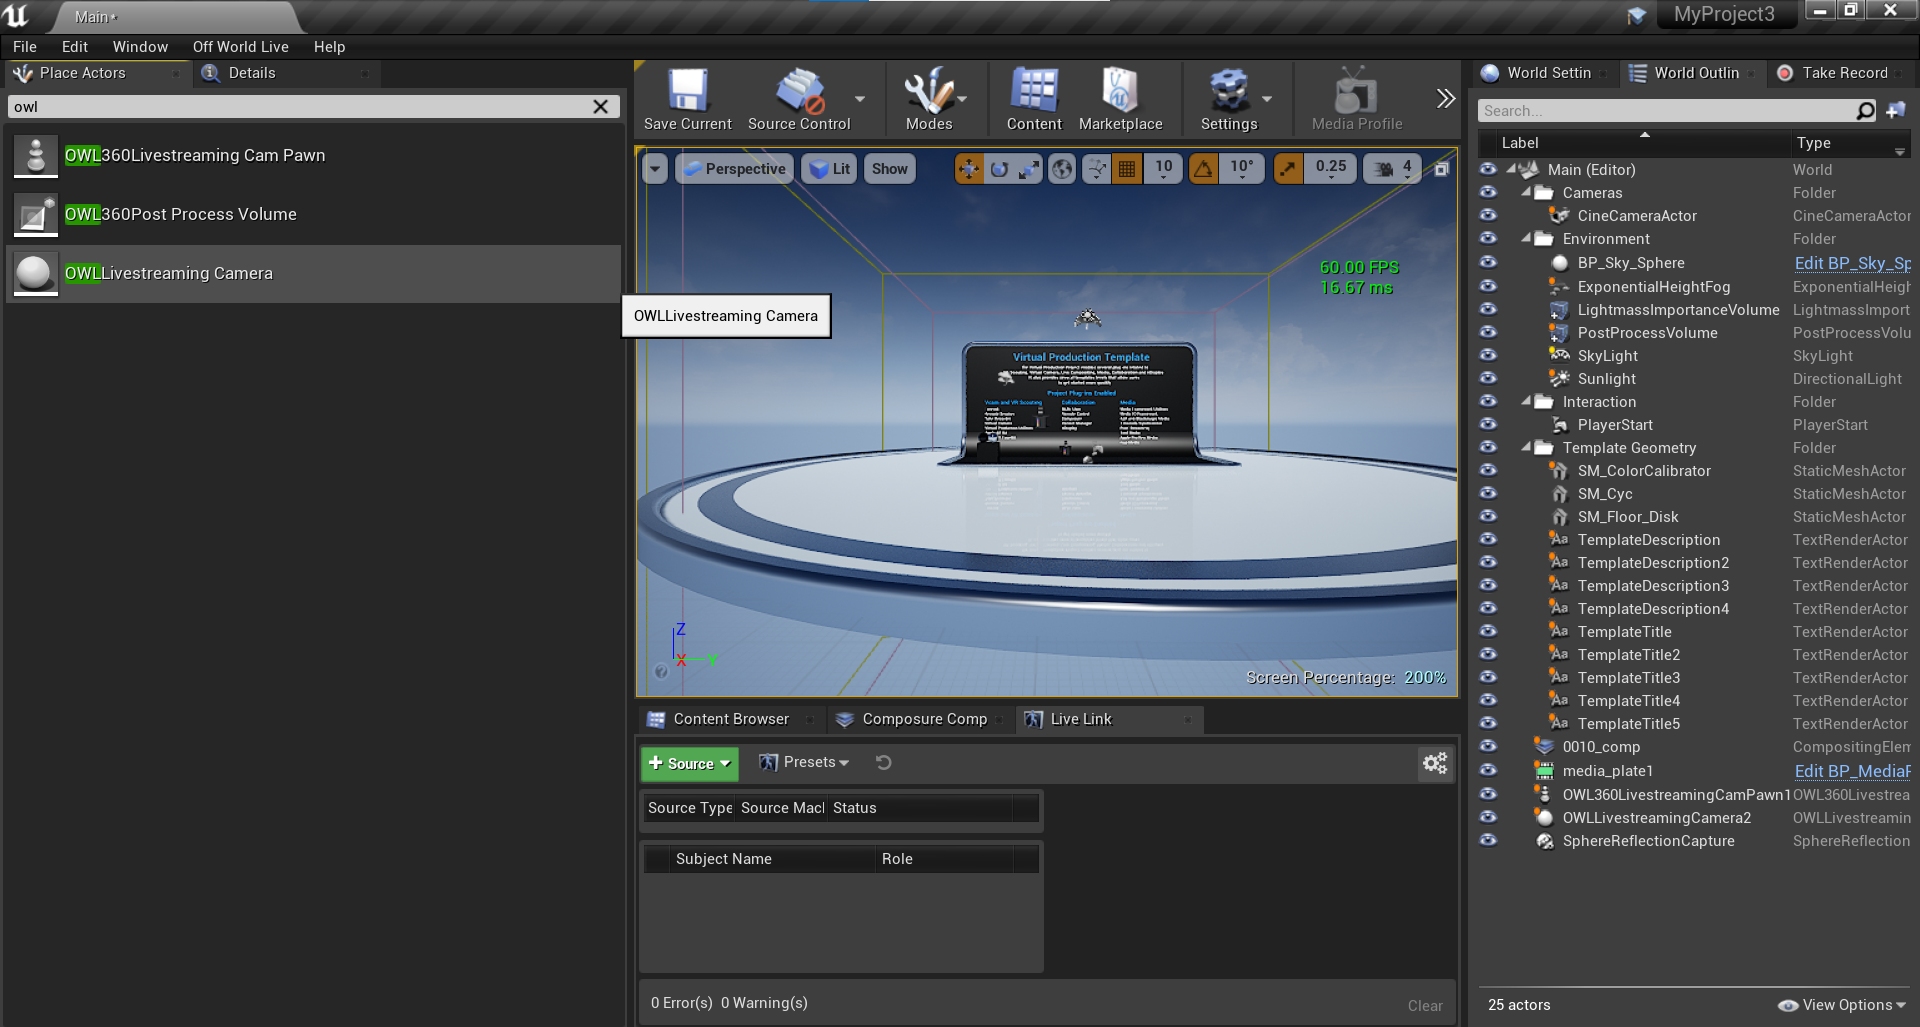 Main*
MyProject3
File Edit Window Off World Live Help
Place Actors
Details
owl
OWL360Livestreaming Cam Pawn
OWL360Post Process Volume
OWLLivestreaming Camera
OWLLivestreaming Camera
Save Current
Source Control
Modes
Content
Marketplace
Settings
Media Profile
Perspective
Lit
Show
10
10°
0.25
4
60.00 FPS
16.67 ms
Virtual Production Template
Project Plug-ins Enabled
Collaboration
Media
Z
X
Y
Screen Percentage: 200%
Content Browser
Composure Comp
Live Link
Source
Presets
Source Type
Source Macl
Status
Subject Name
Role
0 Error(s) 0 Warning(s)
Clear
World Settin
World Outlin
Take Record
Search...
Label
Type
Main (Editor) World
Cameras Folder
CineCameraActor CineCameraActor
Environment Folder
BP_Sky_Sphere Edit BP_Sky_Sp
ExponentialHeightFog ExponentialHeigh
LightmassImportanceVolume LightmassImport
PostProcessVolume PostProcessVolu
SkyLight SkyLight
Sunlight DirectionalLight
Interaction Folder
PlayerStart PlayerStart
Template Geometry Folder
SM_ColorCalibrator StaticMeshActor
SM_Cyc StaticMeshActor
SM_Floor_Disk StaticMeshActor
TemplateDescription TextRenderActor
TemplateDescription2 TextRenderActor
TemplateDescription3 TextRenderActor
TemplateDescription4 TextRenderActor
TemplateTitle TextRenderActor
TemplateTitle2 TextRenderActor
TemplateTitle3 TextRenderActor
TemplateTitle4 TextRenderActor
TemplateTitle5 TextRenderActor
0010_comp CompositingElem
media_plate1 Edit BP_MediaP
OWL360LivestreamingCamPawn1 OWL360Livestrea
OWLLivestreamingCamera2 OWLLivestreamin
SphereReflectionCapture SphereReflection
25 actors
View Options